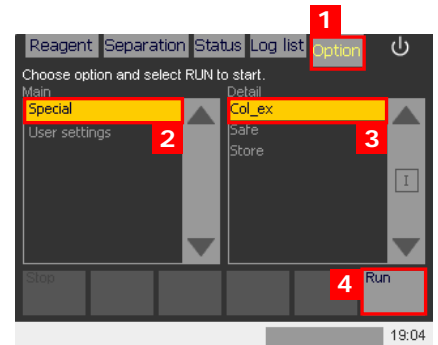 1
Reagent Separation Status Log list Option
Choose option and select RUN to start.
Main Detail
Special Col_ex
User settings 2 Safe 3
Store
I
Stop 4 Run
19:04